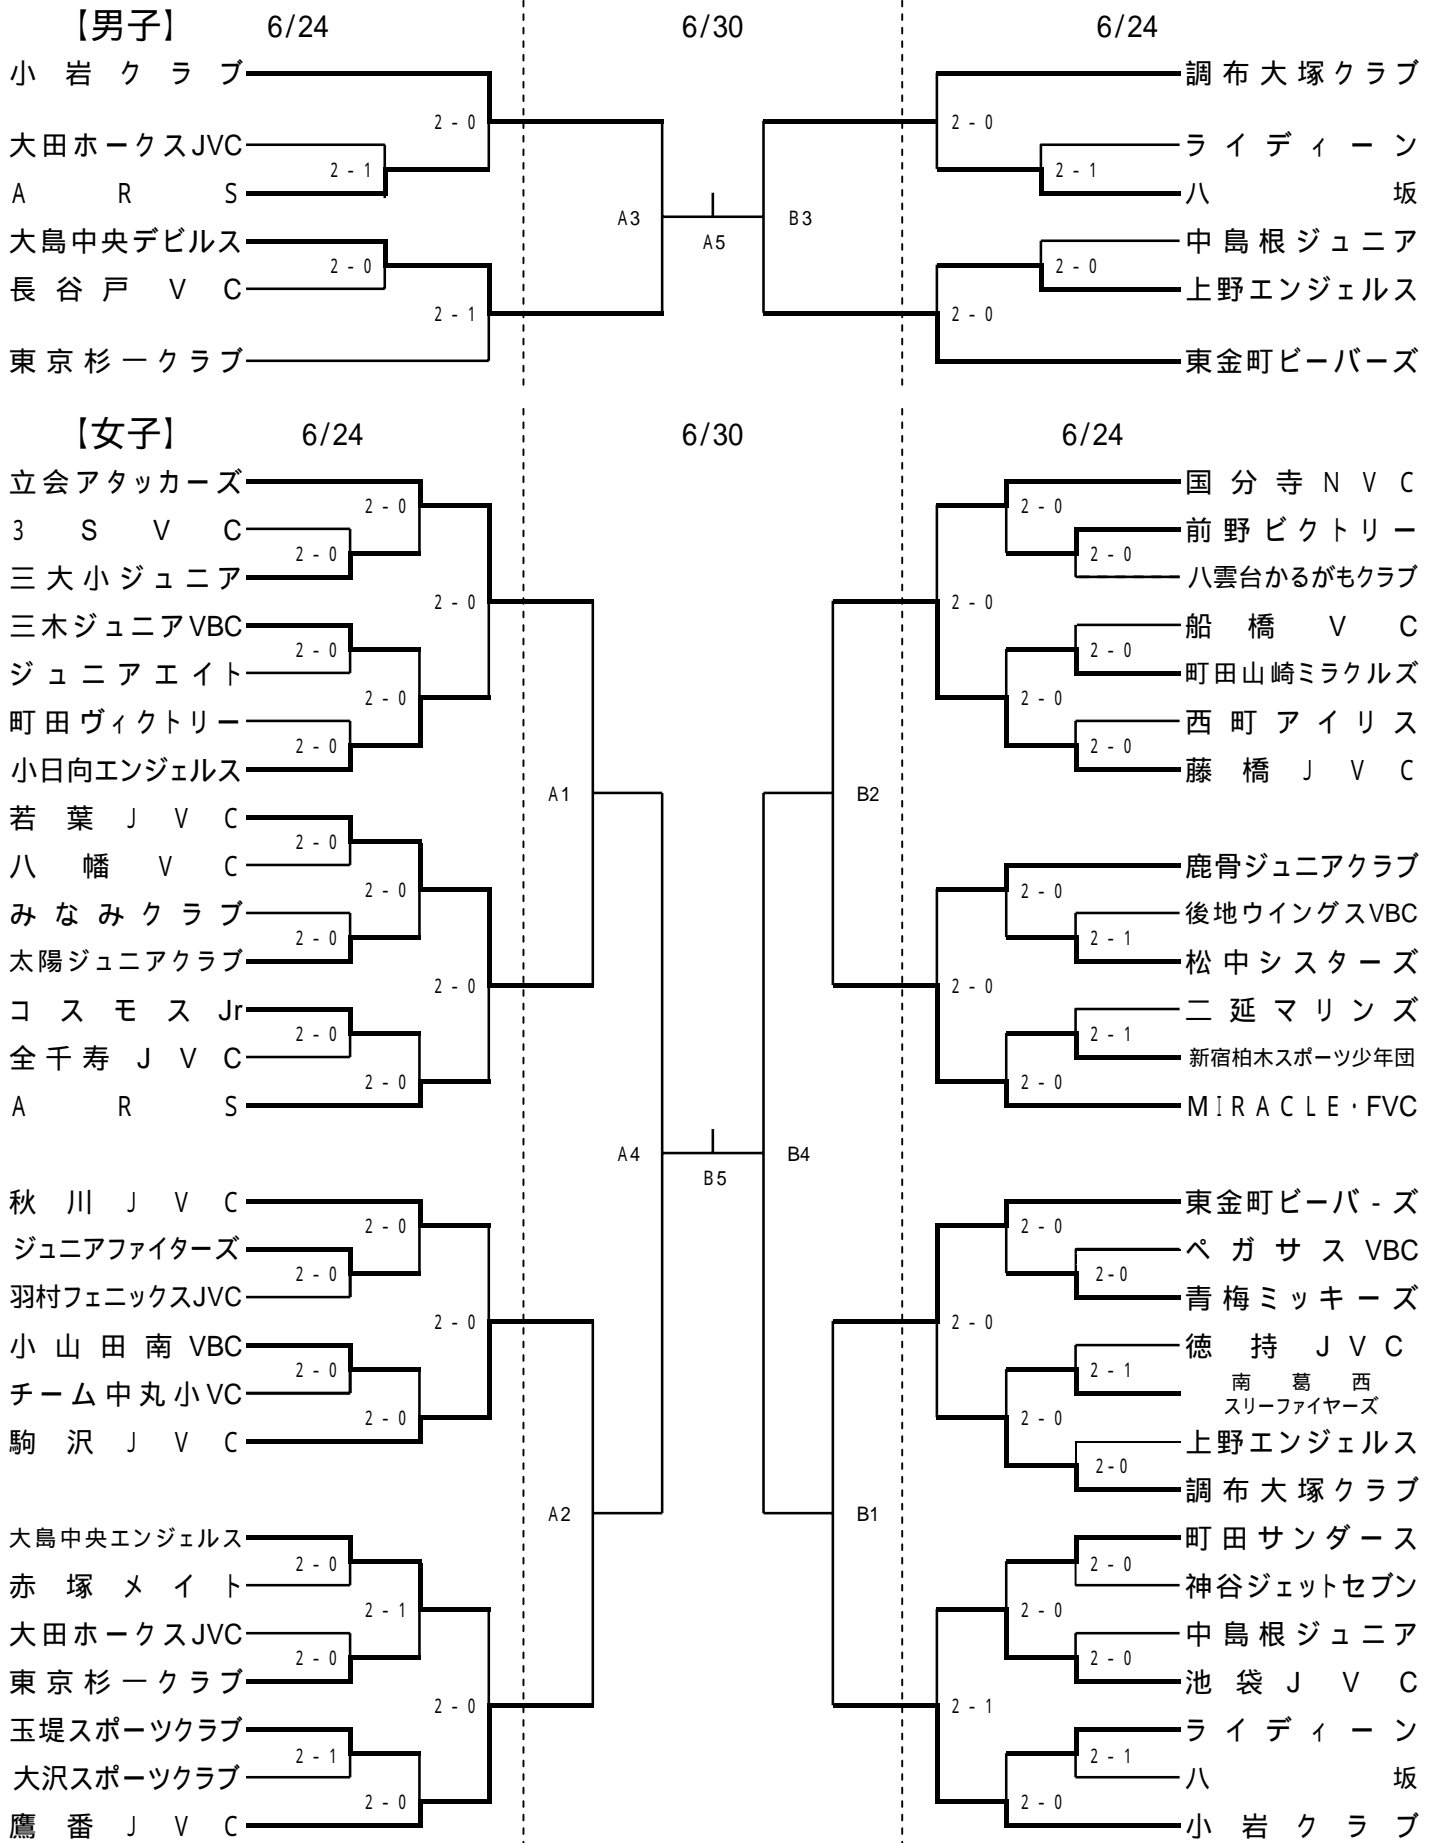 【男子】 6/24 6/30 6/24
小岩クラブ 調布大塚クラブ
2-0 2-0
大田ホークスJVC ライディーン
2-1 2-1
ARS 八坂
A3 A5 B3
大島中央デビルス 中島根ジュニア
2-0 2-0
長谷戸VC 上野エンジェルス
2-1 2-0
東京杉一クラブ 東金町ビーバーズ
【女子】 6/24 6/30 6/24
立会アタッカーズ 国分寺NVC
2-0 2-0
3SVC 前野ビクトリー
2-0 2-0
三大小ジュニア 八雲台かるがもクラブ
2-0 2-0
三木ジュニアVBC 船橋VC
2-0 2-0
ジュニアエイト 町田山崎ミラクルズ
2-0 2-0
町田ヴィクトリー 西町アイリス
2-0 2-0
小日向エンジェルス 藤橋JVC
A1 B2
若葉JVC
2-0
八幡VC 鹿骨ジュニアクラブ
2-0 2-0
みなみクラブ 後地ウイングスVBC
2-0 2-1
太陽ジュニアクラブ 松中シスターズ
2-0 2-0
コスモスJr 二延マリンズ
2-0 2-1
全千寿JVC 新宿柏木スポーツ少年団
2-0 2-0
ARS MIRACLE・FVC
A4 B5 B4
秋川JVC 東金町ビーバ-ズ
2-0 2-0
ジュニアファイターズ ペガサスVBC
2-0 2-0
羽村フェニックスJVC 青梅ミッキーズ
2-0 2-0
小山田南VBC 徳持JVC
2-0 2-1
チーム中丸小VC 南葛西
スリーファイヤーズ
2-0 2-0
駒沢JVC 上野エンジェルス
2-0
調布大塚クラブ
A2 B1
大島中央エンジェルス 町田サンダース
2-0 2-0
赤塚メイト 神谷ジェットセブン
2-1 2-0
大田ホークスJVC 中島根ジュニア
2-0 2-0
東京杉一クラブ 池袋JVC
2-0 2-1
玉堤スポーツクラブ ライディーン
2-1 2-1
大沢スポーツクラブ 八坂
2-0 2-0
鷹番JVC 小岩クラブ